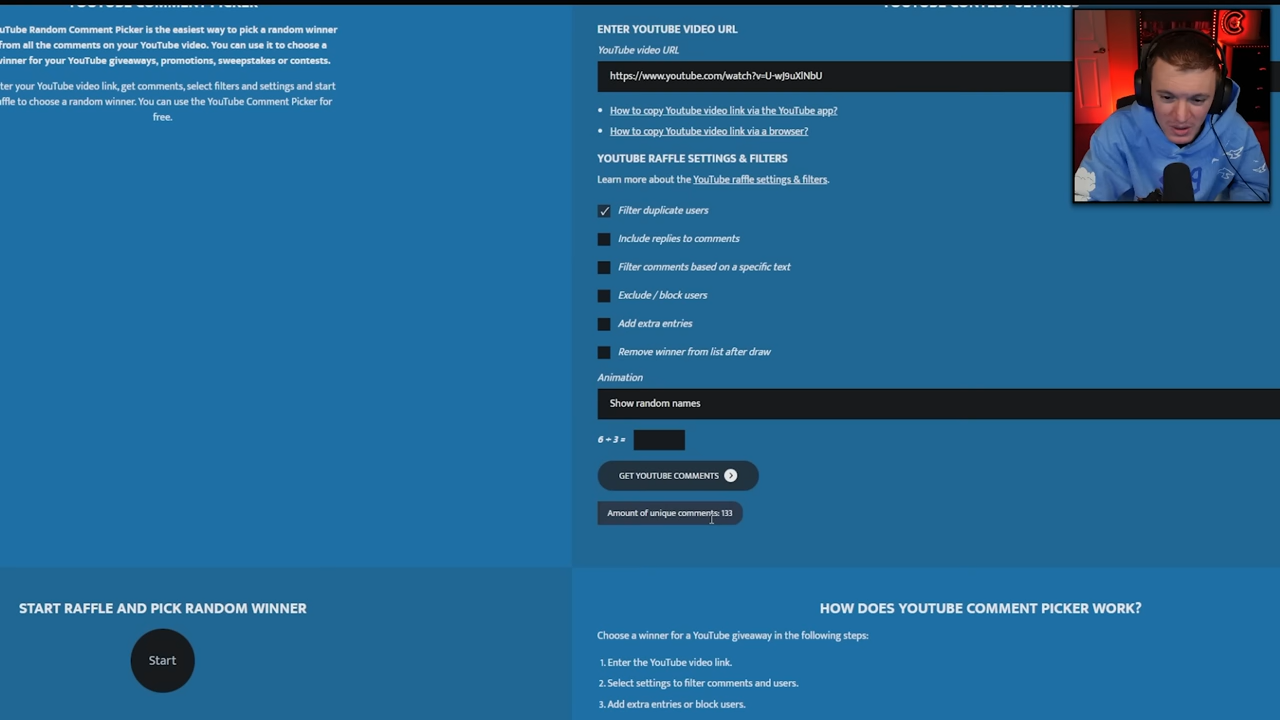 YOUTUBE COMMENT PICKER
uTube Random Comment Picker is the easiest way to pick a random winner
from all the comments on your YouTube video. You can use it to choose a
winner for your YouTube giveaways, promotions, sweepstakes or contests.
ter your YouTube video link, get comments, select filters and settings and start
affle to choose a random winner. You can use the YouTube Comment Picker for
free.
YOUTUBE CONTEST SETTINGS
ENTER YOUTUBE VIDEO URL
YouTube video URL
https://www.youtube.com/watch?v=U-wJ9uXlNbU
• How to copy Youtube video link via the YouTube app?
• How to copy Youtube video link via a browser?
YOUTUBE RAFFLE SETTINGS & FILTERS
Learn more about the YouTube raffle settings & filters.
Filter duplicate users
Include replies to comments
Filter comments based on a specific text
Exclude / block users
Add extra entries
Remove winner from list after draw
Animation
Show random names
6 + 3 =
GET YOUTUBE COMMENTS
Amount of unique comments: 133
START RAFFLE AND PICK RANDOM WINNER
Start
HOW DOES YOUTUBE COMMENT PICKER WORK?
Choose a winner for a YouTube giveaway in the following steps:
1. Enter the YouTube video link.
2. Select settings to filter comments and users.
3. Add extra entries or block users.